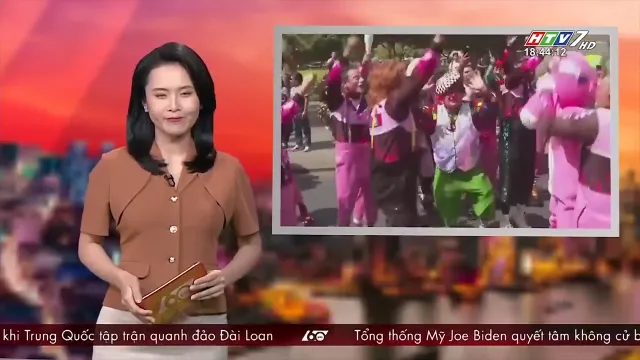 HTV7 HD
18:44:12
khi Trung Quốc tập trận quanh đảo Đài Loan
60
Tổng thống Mỹ Joe Biden quyết tâm không cử b